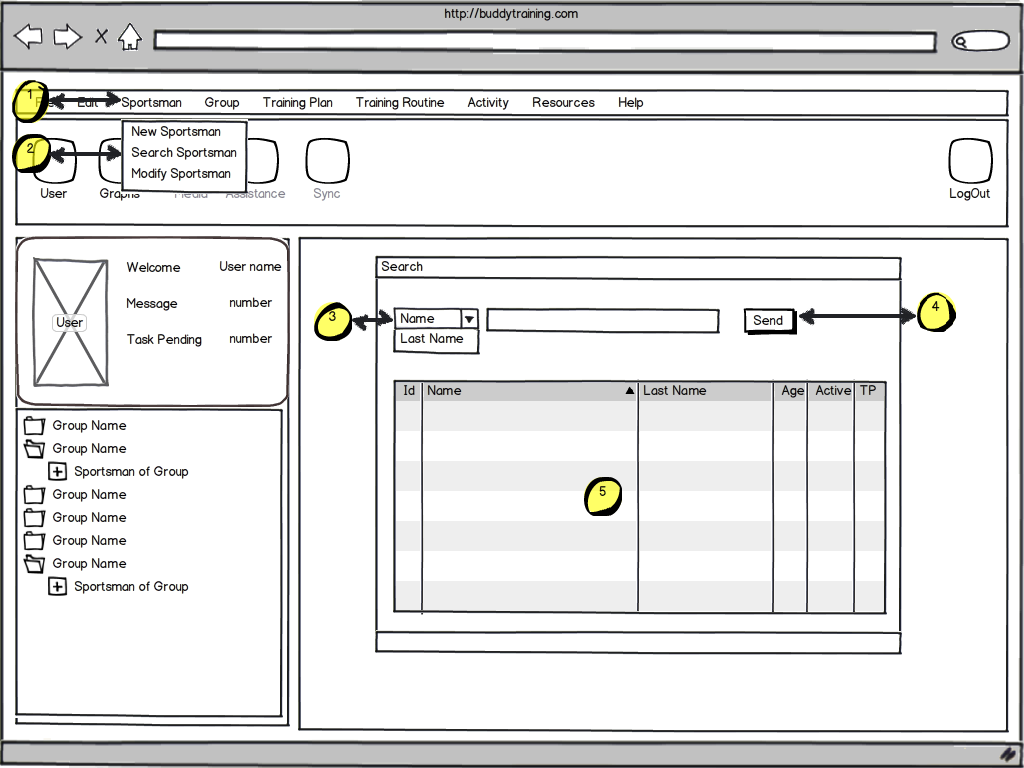 http://buddytraining.com
1
File Edit Sportsman Group Training Plan Training Routine Activity Resources Help
New Sportsman
2
Search Sportsman
Modify Sportsman
User Graphs Media Assistance Sync LogOut
Welcome User name
Message number
User
Task Pending number
Search
3
Name
Last Name
Send
4
Id Name Last Name Age Active TP
5
Group Name
Group Name
Sportsman of Group
Group Name
Group Name
Group Name
Group Name
Sportsman of Group